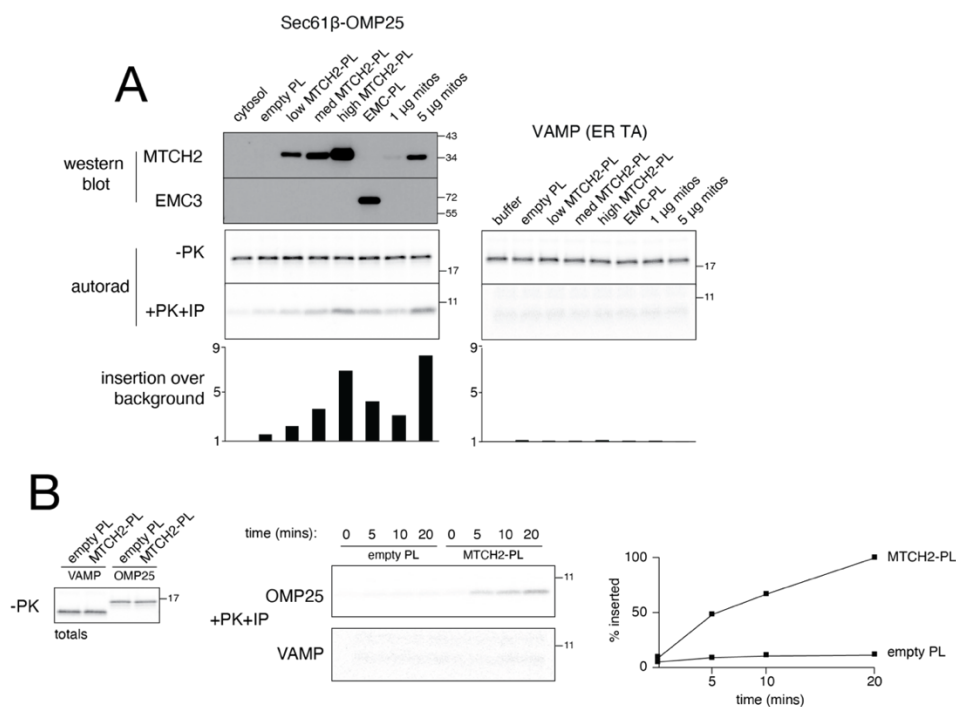 Sec61β-OMP25
A
cytosol
empty PL
low MTCH2-PL
med MTCH2-PL
high MTCH2-PL
EMC-PL
1 µg mitos
5 µg mitos
western
blot
MTCH2
EMC3
43
34
72
55
autorad
-PK
+PK+IP
17
11
insertion over
background
9
5
1
VAMP (ER TA)
buffer
empty PL
low MTCH2-PL
med MTCH2-PL
high MTCH2-PL
EMC-PL
1 µg mitos
5 µg mitos
17
11
9
5
1
B
empty PL
MTCH2-PL
empty PL
MTCH2-PL
VAMP OMP25
-PK
17
totals
time (mins): 0 5 10 20 0 5 10 20
empty PL MTCH2-PL
OMP25
11
+PK+IP
VAMP
11
% inserted
100
50
0
MTCH2-PL
empty PL
5 10 20
time (mins)